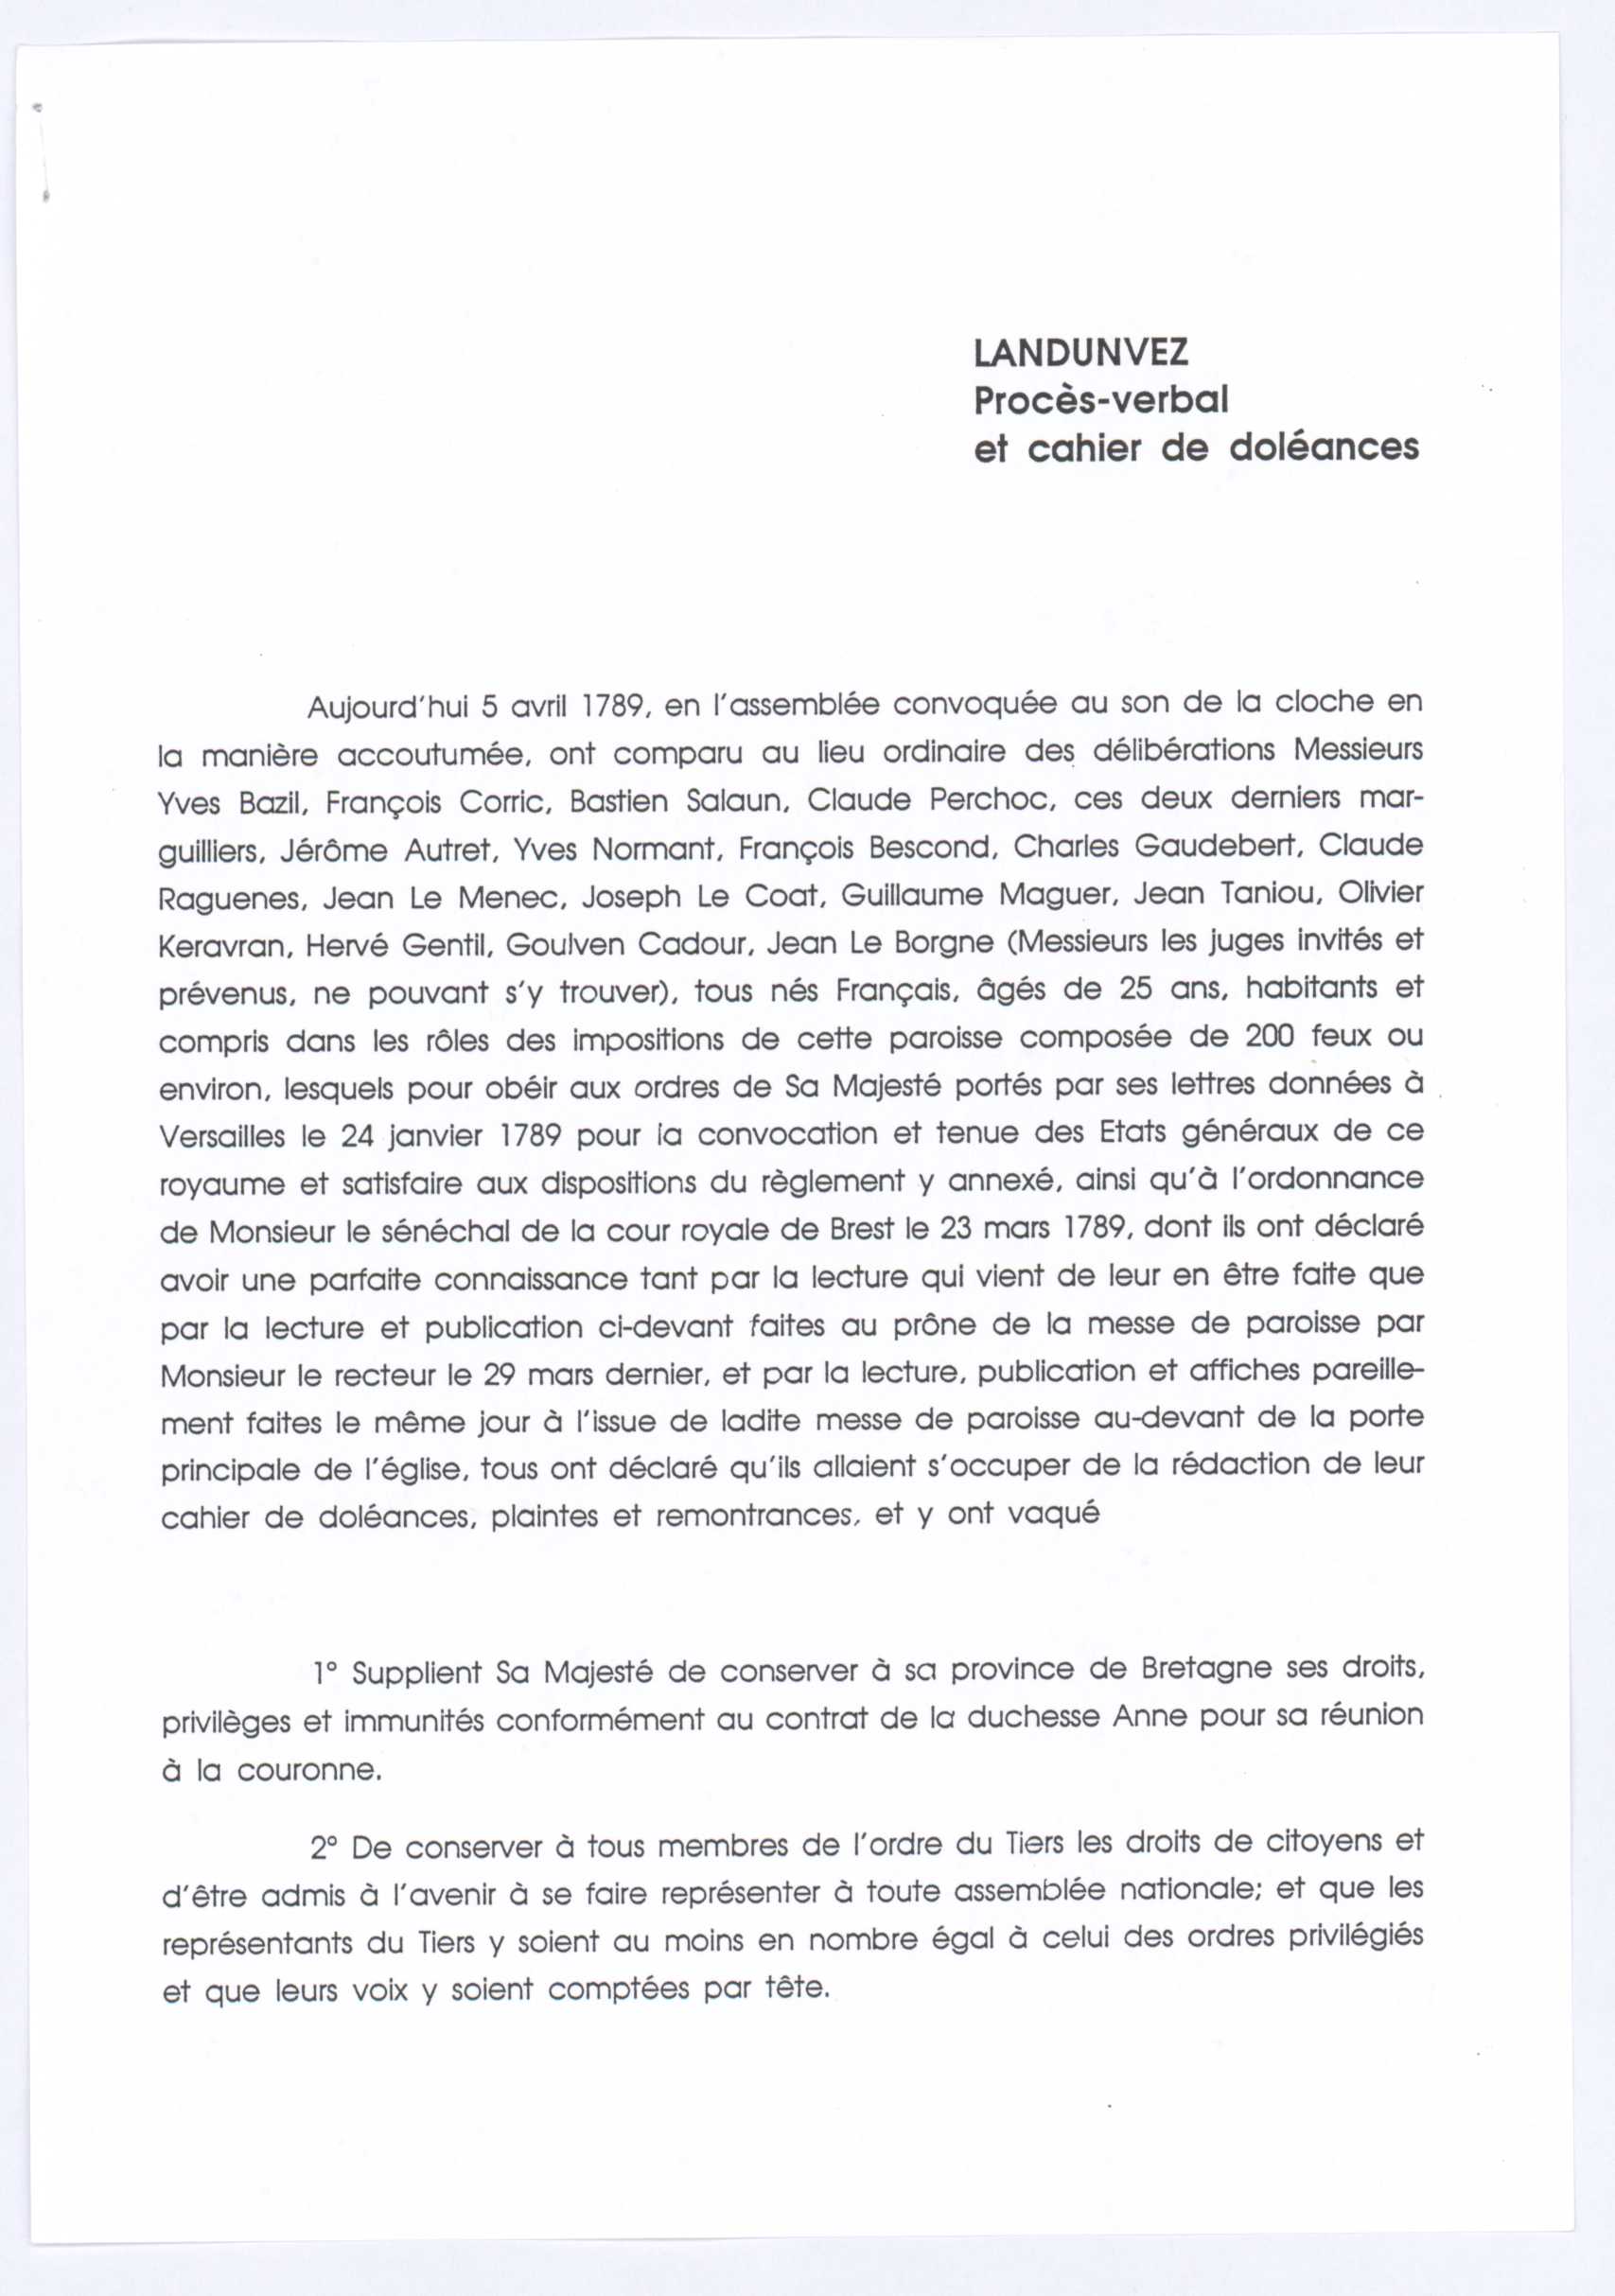 LANDUNVEZ
Procès-verbal
et cahier de doléances
Aujourd'hui 5 avril 1789, en l'assemblée convoquée au son de la cloche en
la manière accoutumée, ont comparu au lieu ordinaire des délibérations Messieurs
Yves Bazil, François Corric, Bastien Salaun, Claude Perchoc, ces deux derniers mar-
guilliers, Jérôme Autret, Yves Normant, François Bescond, Charles Gaudebert, Claude
Raguenes, Jean Le Menec, Joseph Le Coat, Guillaume Maguer, Jean Taniou, Olivier
Keravran, Hervé Gentil, Goulven Cadour, Jean Le Borgne (Messieurs les juges invités et
prévenus, ne pouvant s'y trouver), tous nés Français, âgés de 25 ans, habitants et
compris dans les rôles des impositions de cette paroisse composée de 200 feux ou
environ, lesquels pour obéir aux ordres de Sa Majesté portés par ses lettres données à
Versailles le 24 janvier 1789 pour la convocation et tenue des Etats généraux de ce
royaume et satisfaire aux dispositions du règlement y annexé, ainsi qu'à l'ordonnance
de Monsieur le sénéchal de la cour royale de Brest le 23 mars 1789, dont ils ont déclaré
avoir une parfaite connaissance tant par la lecture qui vient de leur en être faite que
par la lecture et publication ci-devant faites au prône de la messe de paroisse par
Monsieur le recteur le 29 mars dernier, et par la lecture, publication et affiches pareille-
ment faites le même jour à l'issue de ladite messe de paroisse au-devant de la porte
principale de l'église, tous ont déclaré qu'ils allaient s'occuper de la rédaction de leur
cahier de doléances, plaintes et remontrances, et y ont vaqué
1° Supplient Sa Majesté de conserver à sa province de Bretagne ses droits,
privilèges et immunités conformément au contrat de la duchesse Anne pour sa réunion
à la couronne.
2° De conserver à tous membres de l'ordre du Tiers les droits de citoyens et
d'être admis à l'avenir à se faire représenter à toute assemblée nationale; et que les
représentants du Tiers y soient au moins en nombre égal à celui des ordres privilégiés
et que leurs voix y soient comptées par tête.